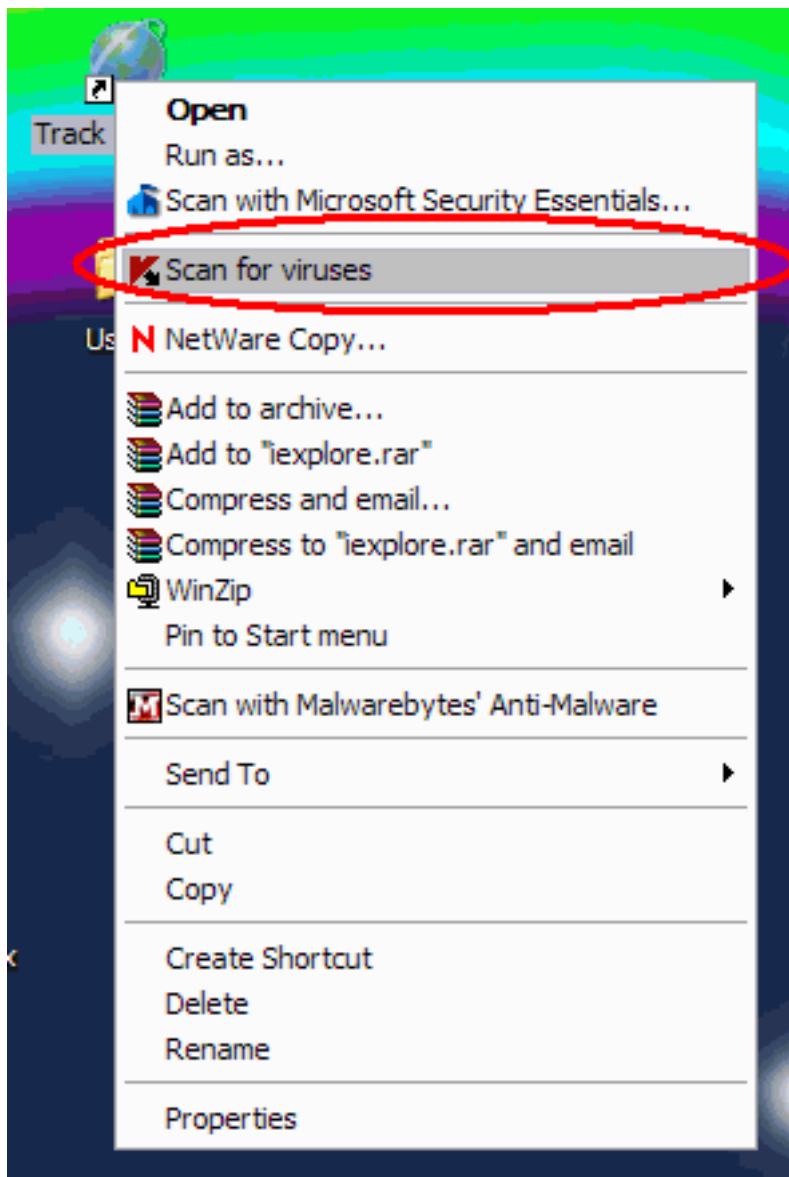 Track
Open
Run as...
Scan with Microsoft Security Essentials...
Scan for viruses
Us
N NetWare Copy...
Add to archive...
Add to "iexplore.rar"
Compress and email...
Compress to "iexplore.rar" and email
WinZip
Pin to Start menu
M Scan with Malwarebytes' Anti-Malware
Send To
Cut
Copy
x
Create Shortcut
Delete
Rename
Properties